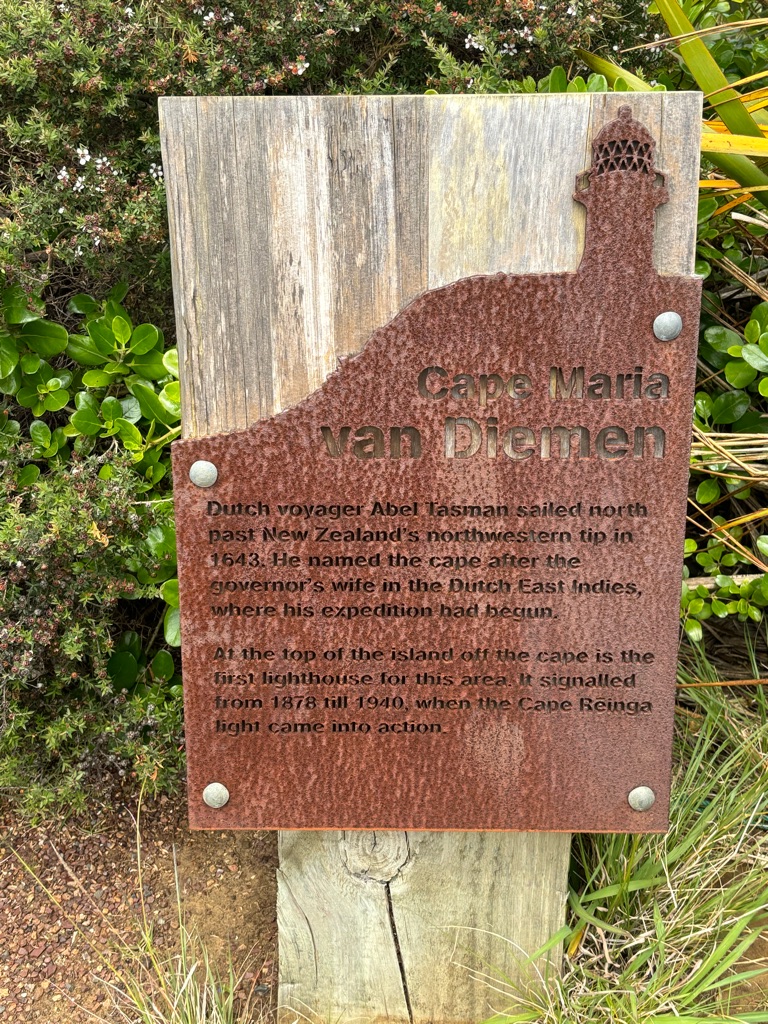 Cape Maria
van Diemen
Dutch voyager Abel Tasman sailed north
past New Zealand's northwestern tip in
1643. He named the cape after the
governor's wife in the Dutch East Indies,
where his expedition had begun.
At the top of the island off the cape is the
first lighthouse for this area. It signalled
from 1878 till 1940, when the Cape Rēinga
light came into action.